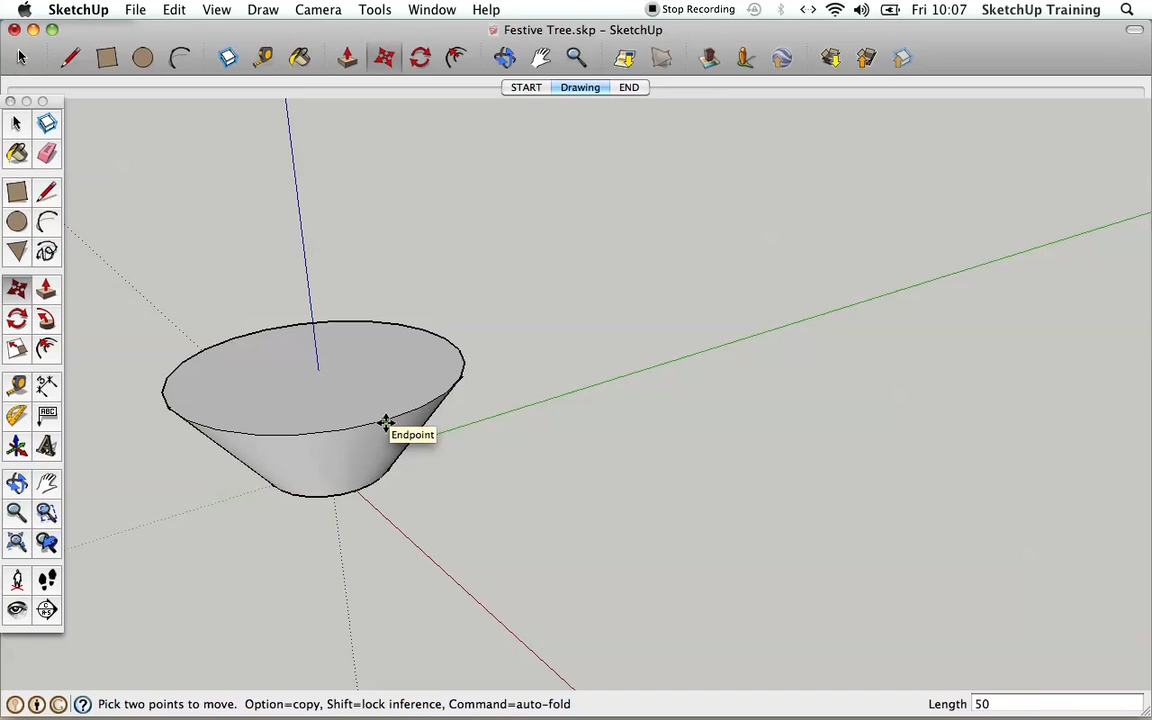 SketchUp File Edit View Draw Camera Tools Window Help Stop Recording Fri 10:07 SketchUp Training
Festive Tree.skp – SketchUp
START Drawing END
ABC
A
Endpoint
Pick two points to move. Option=copy, Shift=lock inference, Command=auto-fold Length 50